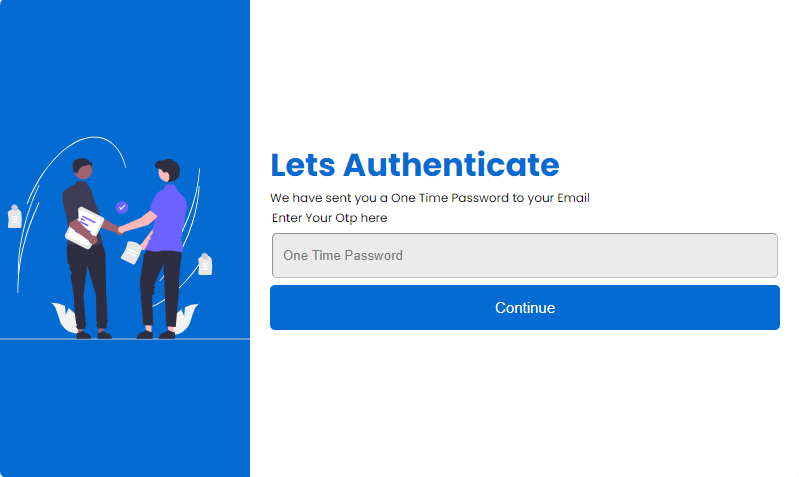 Lets Authenticate
We have sent you a One Time Password to your Email
Enter Your Otp here
One Time Password
Continue